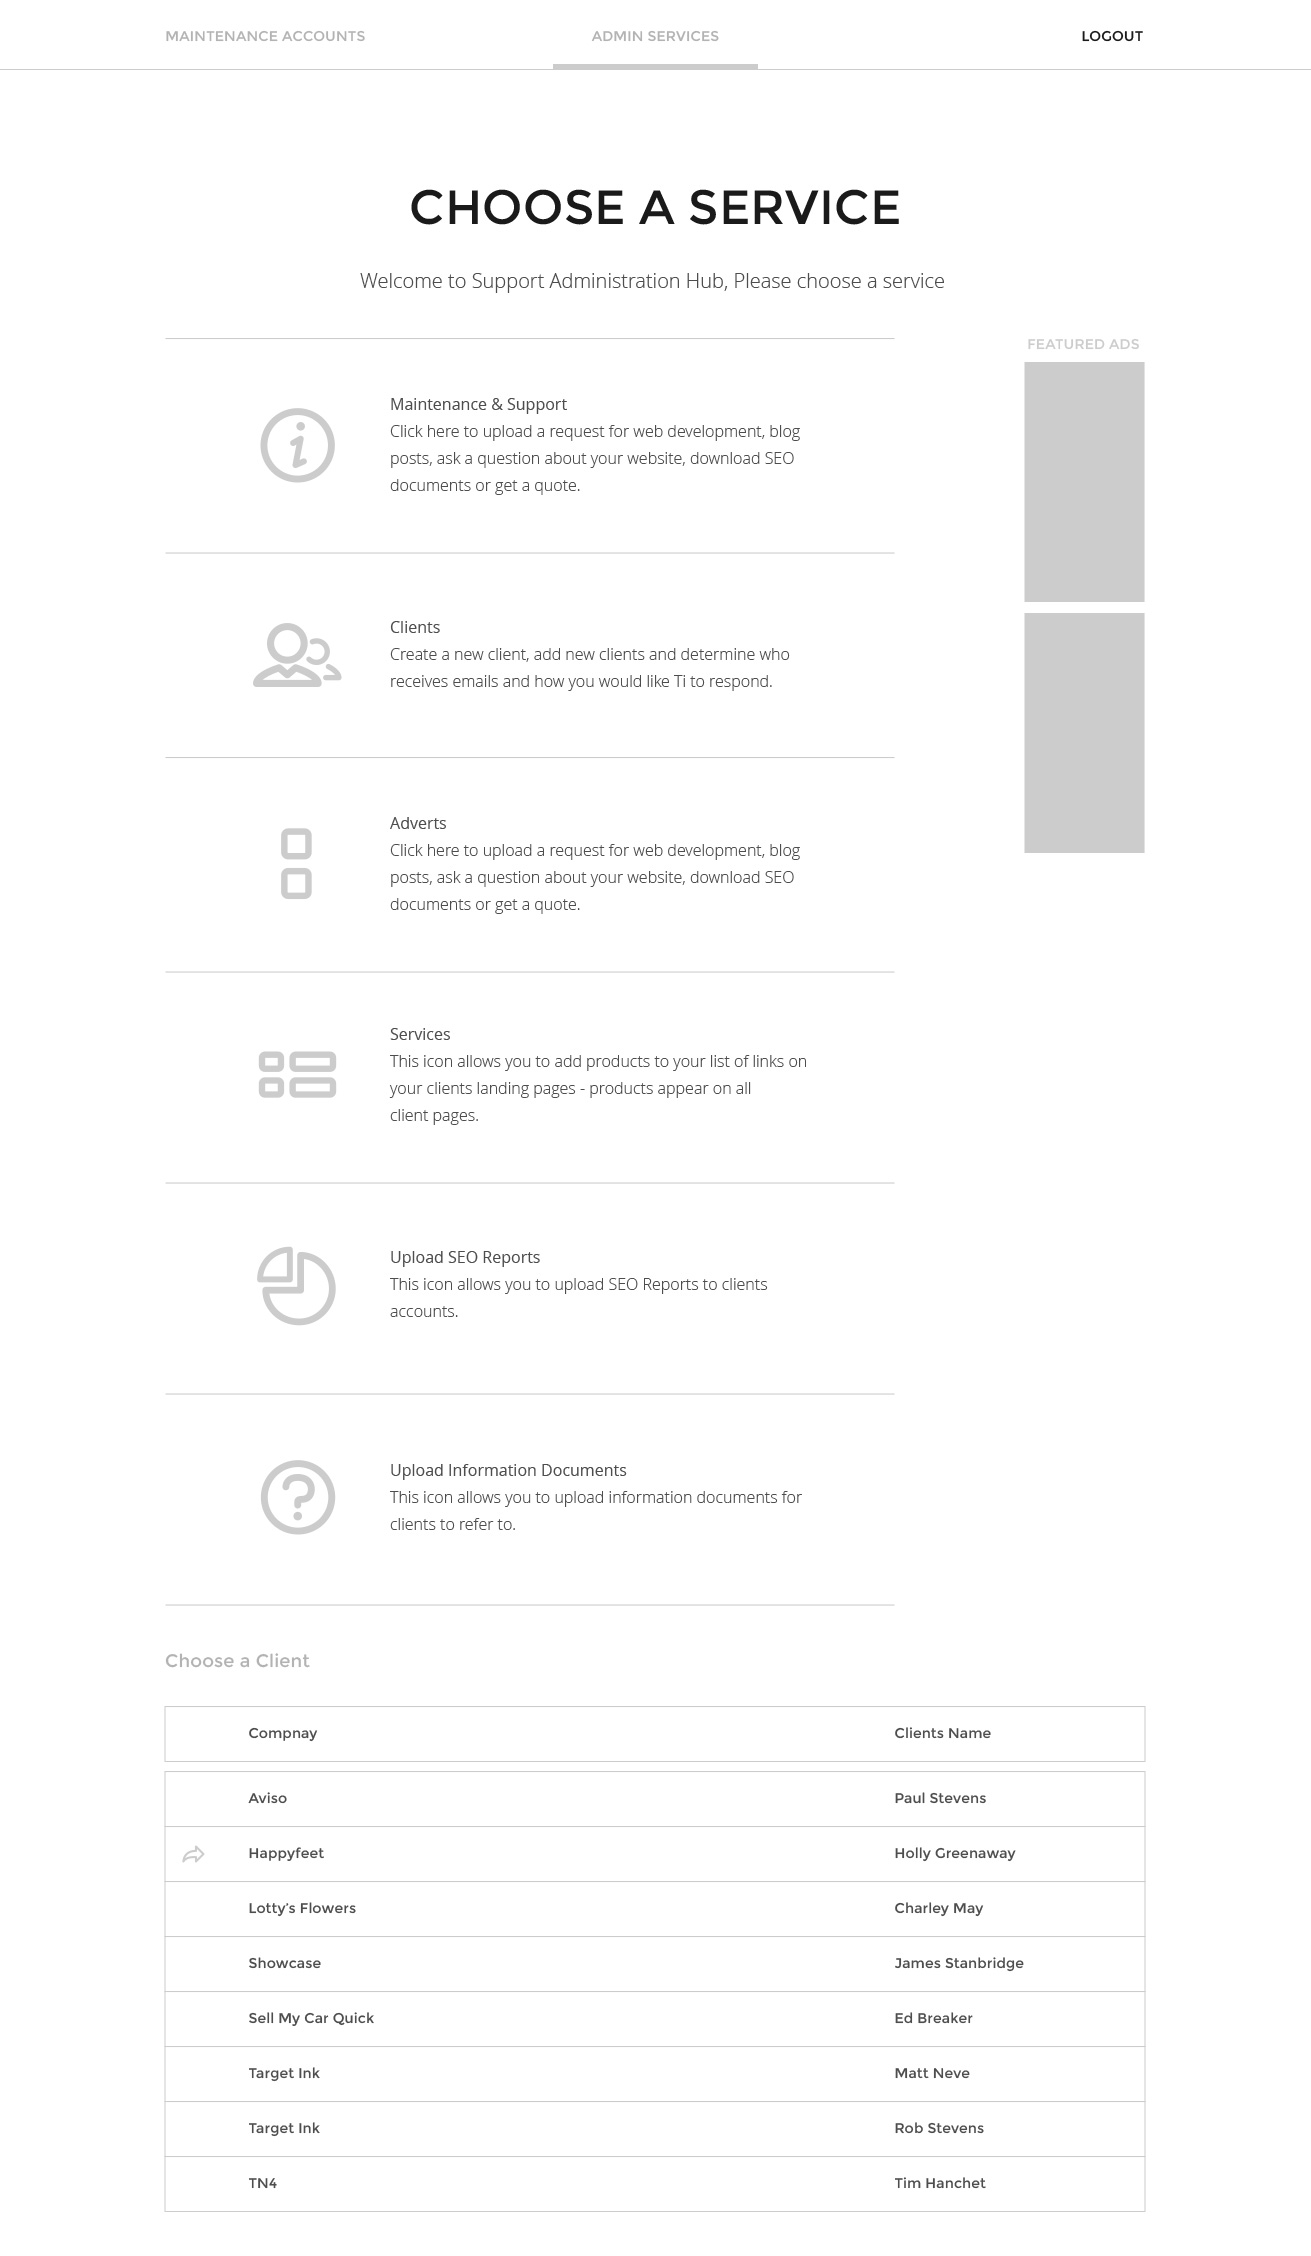 MAINTENANCE ACCOUNTS
ADMIN SERVICES
LOGOUT
CHOOSE A SERVICE
Welcome to Support Administration Hub, Please choose a service
FEATURED ADS
Maintenance & Support
Click here to upload a request for web development, blog
posts, ask a question about your website, download SEO
documents or get a quote.
Clients
Create a new client, add new clients and determine who
receives emails and how you would like Ti to respond.
Adverts
Click here to upload a request for web development, blog
posts, ask a question about your website, download SEO
documents or get a quote.
Services
This icon allows you to add products to your list of links on
your clients landing pages - products appear on all
client pages.
Upload SEO Reports
This icon allows you to upload SEO Reports to clients
accounts.
Upload Information Documents
This icon allows you to upload information documents for
clients to refer to.
Choose a Client
Compnay Clients Name
Aviso Paul Stevens
Happyfeet Holly Greenaway
Lotty’s Flowers Charley May
Showcase James Stanbridge
Sell My Car Quick Ed Breaker
Target Ink Matt Neve
Target Ink Rob Stevens
TN4 Tim Hanchet